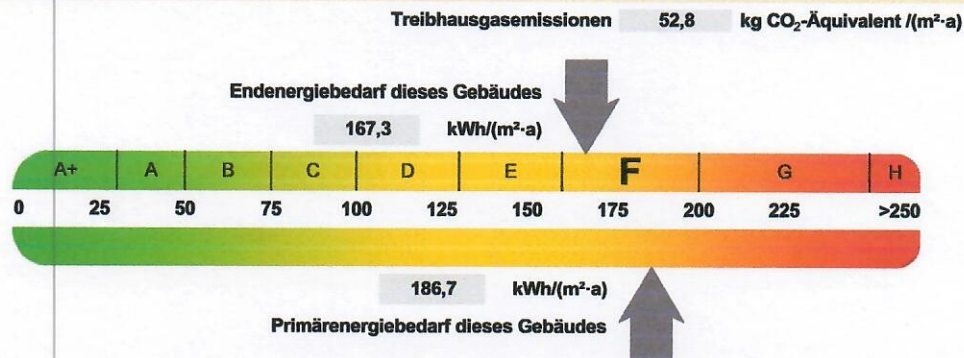 Treibhausgasemissionen 52,8 kg CO₂-Äquivalent /(m²·a)
Endenergiebedarf dieses Gebäudes
167,3 kWh/(m²·a)
A+ A B C D E F G H
0 25 50 75 100 125 150 175 200 225 >250
186,7 kWh/(m²·a)
Primärenergiebedarf dieses Gebäudes